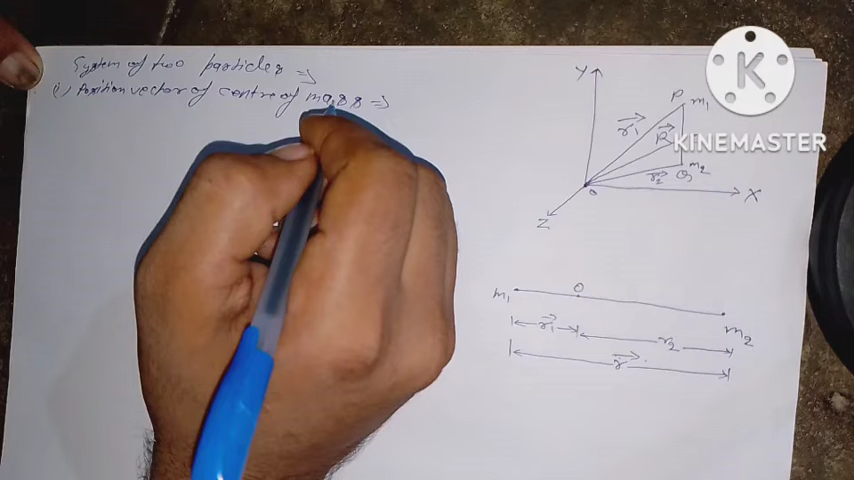 System of two particles ⇒
(i) Position vector of centre of mass ⇒
Y
P m₁
r₁
R
m₂
r₂ Q
O
X
Z
K
KINEMASTER
m₁ O
m₂
r₁ r₂
r